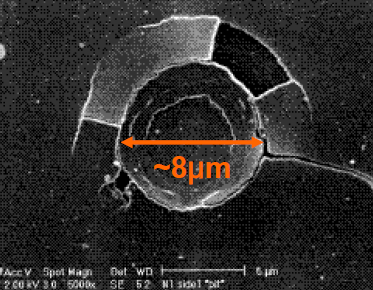 ~8µm
Acc.V Spot Magn Det WD 5 µm
2.00 kV 3.0 5000x SE 5.2 N1 side1 "pit"